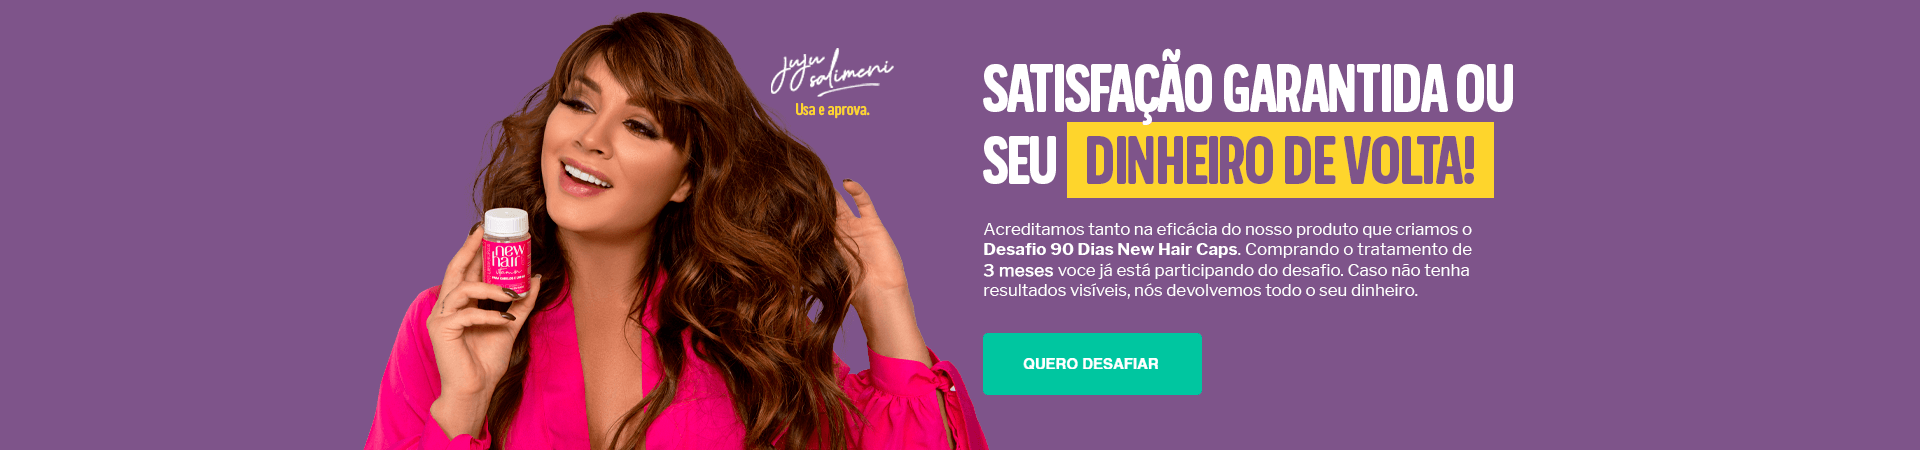 juju
salimeni
Usa e aprova.
SATISFAÇÃO GARANTIDA OU
SEU DINHEIRO DE VOLTA!
Acreditamos tanto na eficácia do nosso produto que criamos o
Desafio 90 Dias New Hair Caps. Comprando o tratamento de
3 meses voce já está participando do desafio. Caso não tenha
resultados visíveis, nós devolvemos todo o seu dinheiro.
QUERO DESAFIAR
new
hair